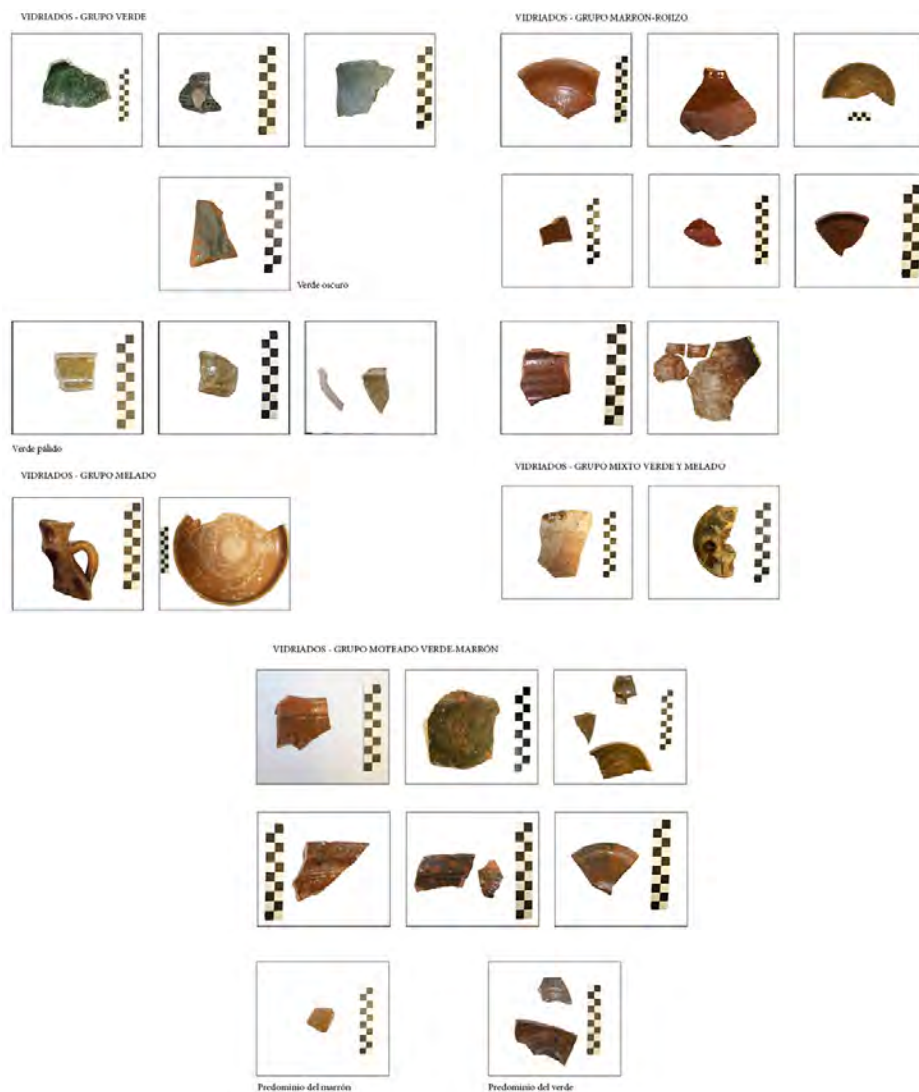 VIDRIADOS - GRUPO VERDE
VIDRIADOS - GRUPO MARRÓN-ROJIZO
Verde oscuro
Verde pálido
VIDRIADOS - GRUPO MELADO
VIDRIADOS - GRUPO MIXTO VERDE Y MELADO
VIDRIADOS - GRUPO MOTEADO VERDE-MARRÓN
Predominio del marrón
Predominio del verde